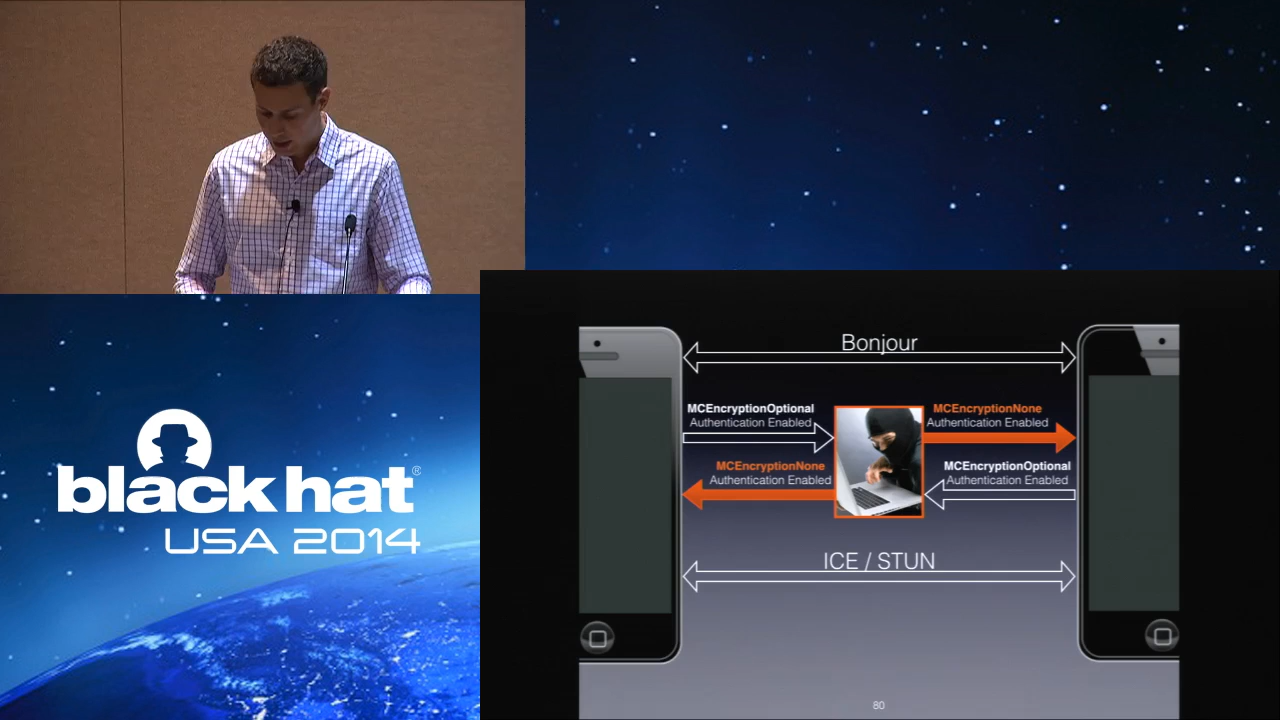 black hat®
USA 2014
Bonjour
MCEncryptionOptional
Authentication Enabled
MCEncryptionNone
Authentication Enabled
MCEncryptionNone
Authentication Enabled
MCEncryptionOptional
Authentication Enabled
ICE / STUN
80